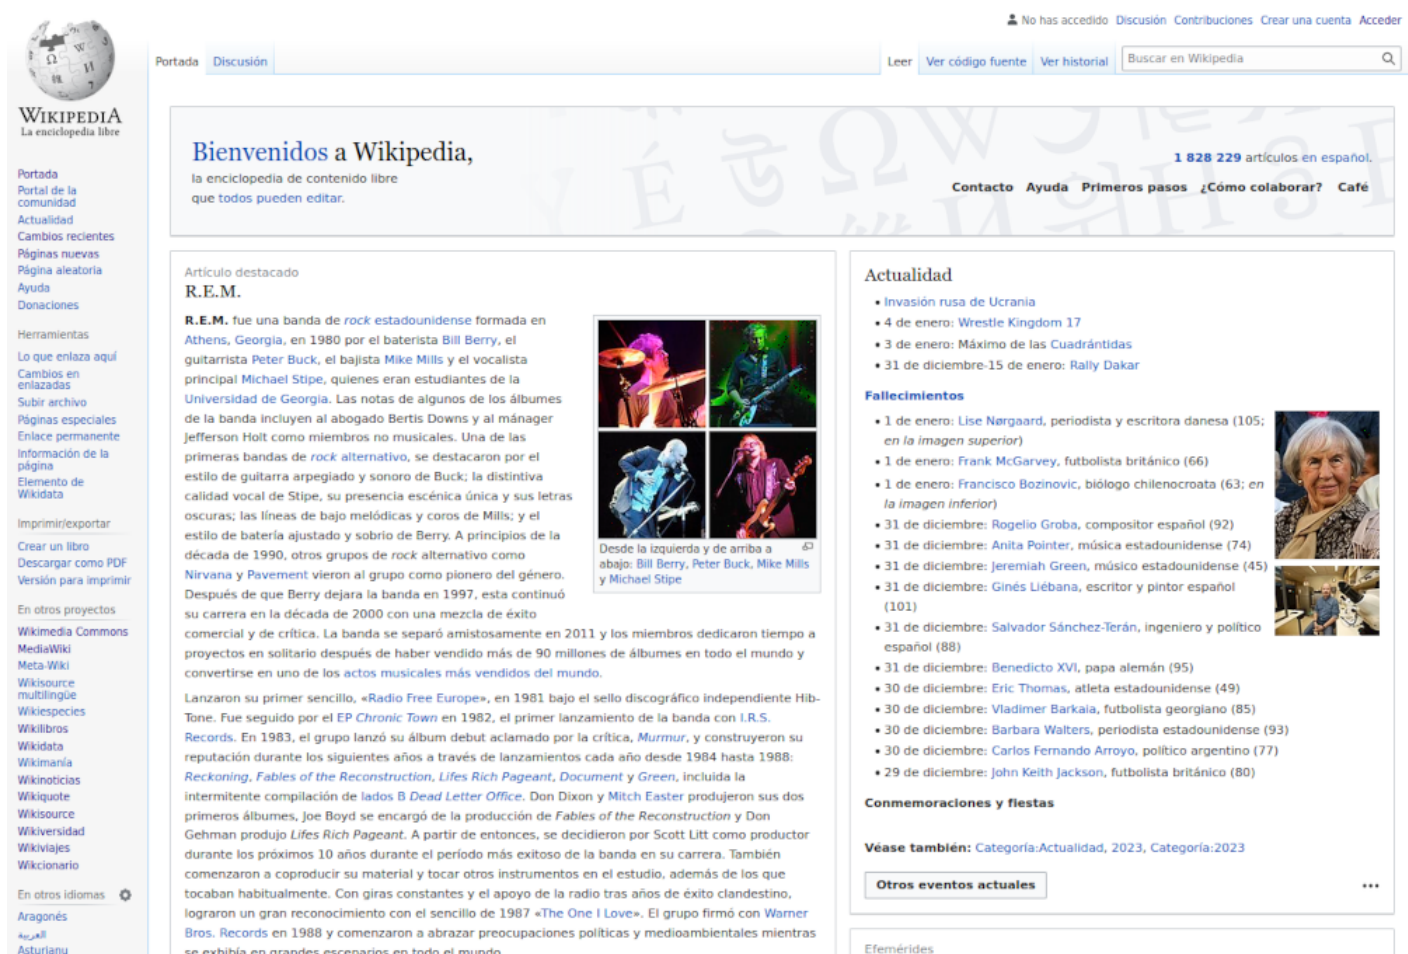 No has accedido Discusión Contribuciones Crear una cuenta Acceder
Portada Discusión
Leer Ver código fuente Ver historial Buscar en Wikipedia
WIKIPEDIA
La enciclopedia libre
Portada
Portal de la
comunidad
Actualidad
Cambios recientes
Páginas nuevas
Página aleatoria
Ayuda
Donaciones
Herramientas
Lo que enlaza aquí
Cambios en
enlazadas
Subir archivo
Páginas especiales
Enlace permanente
Información de la
página
Elemento de
Wikidata
Imprimir/exportar
Crear un libro
Descargar como PDF
Versión para imprimir
En otros proyectos
Wikimedia Commons
MediaWiki
Meta-Wiki
Wikisource
multilingüe
Wikiespecies
Wikilibros
Wikidata
Wikimanía
Wikinoticias
Wikiquote
Wikisource
Wikiversidad
Wikiviajes
Wikcionario
En otros idiomas
Aragonés
العربية
Asturianu
Bienvenidos a Wikipedia,
la enciclopedia de contenido libre
que todos pueden editar.
1 828 229 artículos en español.
Contacto Ayuda Primeros pasos ¿Cómo colaborar? Café
Artículo destacado
R.E.M.
R.E.M. fue una banda de rock estadounidense formada en
Athens, Georgia, en 1980 por el baterista Bill Berry, el
guitarrista Peter Buck, el bajista Mike Mills y el vocalista
principal Michael Stipe, quienes eran estudiantes de la
Universidad de Georgia. Las notas de algunos de los álbumes
de la banda incluyen al abogado Bertis Downs y al mánager
Jefferson Holt como miembros no musicales. Una de las
primeras bandas de rock alternativo, se destacaron por el
estilo de guitarra arpegiado y sonoro de Buck; la distintiva
calidad vocal de Stipe, su presencia escénica única y sus letras
oscuras; las líneas de bajo melódicas y coros de Mills; y el
estilo de batería ajustado y sobrio de Berry. A principios de la
década de 1990, otros grupos de rock alternativo como
Nirvana y Pavement vieron al grupo como pionero del género.
Después de que Berry dejara la banda en 1997, esta continuó
su carrera en la década de 2000 con una mezcla de éxito
comercial y de crítica. La banda se separó amistosamente en 2011 y los miembros dedicaron tiempo a
proyectos en solitario después de haber vendido más de 90 millones de álbumes en todo el mundo y
convertirse en uno de los actos musicales más vendidos del mundo.
Desde la izquierda y de arriba a
abajo: Bill Berry, Peter Buck, Mike Mills
y Michael Stipe
Lanzaron su primer sencillo, «Radio Free Europe», en 1981 bajo el sello discográfico independiente Hib-
Tone. Fue seguido por el EP Chronic Town en 1982, el primer lanzamiento de la banda con I.R.S.
Records. En 1983, el grupo lanzó su álbum debut aclamado por la crítica, Murmur, y construyeron su
reputación durante los siguientes años a través de lanzamientos cada año desde 1984 hasta 1988:
Reckoning, Fables of the Reconstruction, Lifes Rich Pageant, Document y Green, incluida la
intermitente compilación de lados B Dead Letter Office. Don Dixon y Mitch Easter produjeron sus dos
primeros álbumes, Joe Boyd se encargó de la producción de Fables of the Reconstruction y Don
Gehman produjo Lifes Rich Pageant. A partir de entonces, se decidieron por Scott Litt como productor
durante los próximos 10 años durante el período más exitoso de la banda en su carrera. También
comenzaron a coproducir su material y tocar otros instrumentos en el estudio, además de los que
tocaban habitualmente. Con giras constantes y el apoyo de la radio tras años de éxito clandestino,
lograron un gran reconocimiento con el sencillo de 1987 «The One I Love». El grupo firmó con Warner
Bros. Records en 1988 y comenzaron a abrazar preocupaciones políticas y medioambientales mientras
se exhibía en grandes escenarios en todo el mundo.
Actualidad
• Invasión rusa de Ucrania
• 4 de enero: Wrestle Kingdom 17
• 3 de enero: Máximo de las Cuadrántidas
• 31 de diciembre-15 de enero: Rally Dakar
Fallecimientos
• 1 de enero: Lise Nørgaard, periodista y escritora danesa (105;
en la imagen superior)
• 1 de enero: Frank McGarvey, futbolista británico (66)
• 1 de enero: Francisco Bozinovic, biólogo chilenocroata (63; en
la imagen inferior)
• 31 de diciembre: Rogelio Groba, compositor español (92)
• 31 de diciembre: Anita Pointer, música estadounidense (74)
• 31 de diciembre: Jeremiah Green, músico estadounidense (45)
• 31 de diciembre: Ginés Liébana, escritor y pintor español
(101)
• 31 de diciembre: Salvador Sánchez-Terán, ingeniero y político
español (88)
• 31 de diciembre: Benedicto XVI, papa alemán (95)
• 30 de diciembre: Eric Thomas, atleta estadounidense (49)
• 30 de diciembre: Vladimer Barkaia, futbolista georgiano (85)
• 30 de diciembre: Barbara Walters, periodista estadounidense (93)
• 30 de diciembre: Carlos Fernando Arroyo, político argentino (77)
• 29 de diciembre: John Keith Jackson, futbolista británico (80)
Conmemoraciones y fiestas
Véase también: Categoría:Actualidad, 2023, Categoría:2023
Otros eventos actuales
Efemérides